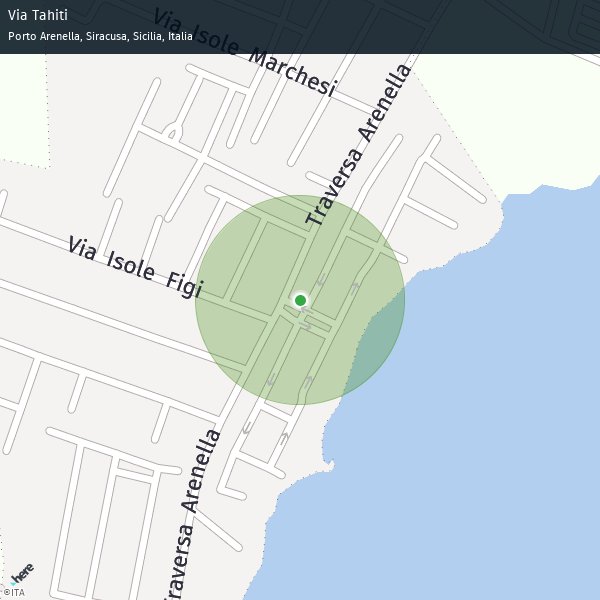 Via Tahiti
Porto Arenella, Siracusa, Sicilia, Italia
Via Isole Marchesi
Traversa Arenella
Via Isole Figi
Traversa Arenella
here
©ITA